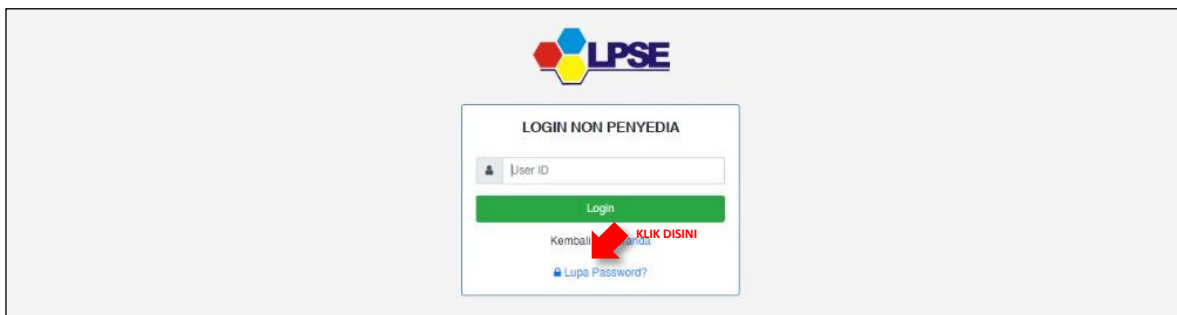 LPSE
LOGIN NON PENYEDIA
User ID
Login
Kembali
KLIK DISINI
Lupa Password?